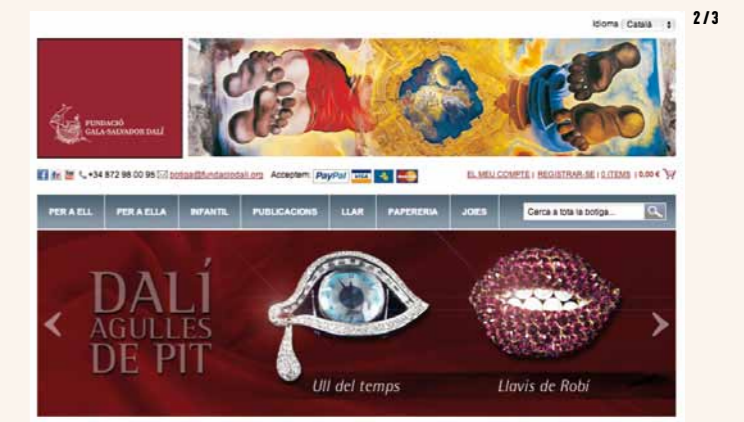 2/3
Idioma Català
FUNDACIÓ
GALA-SALVADOR DALÍ
+34 872 98 00 95 botiga@fundaciodali.org Acceptem: PayPal VISA
EL MEU COMPTE | REGISTRAR-SE | 0 ITEMS | 0,00 €
PER A ELL PER A ELLA INFANTIL PUBLICACIONS LLAR PAPERERIA JOIES Cerca a tota la botiga...
DALÍ
AGULLES
DE PIT
Ull del temps Llavis de Robí